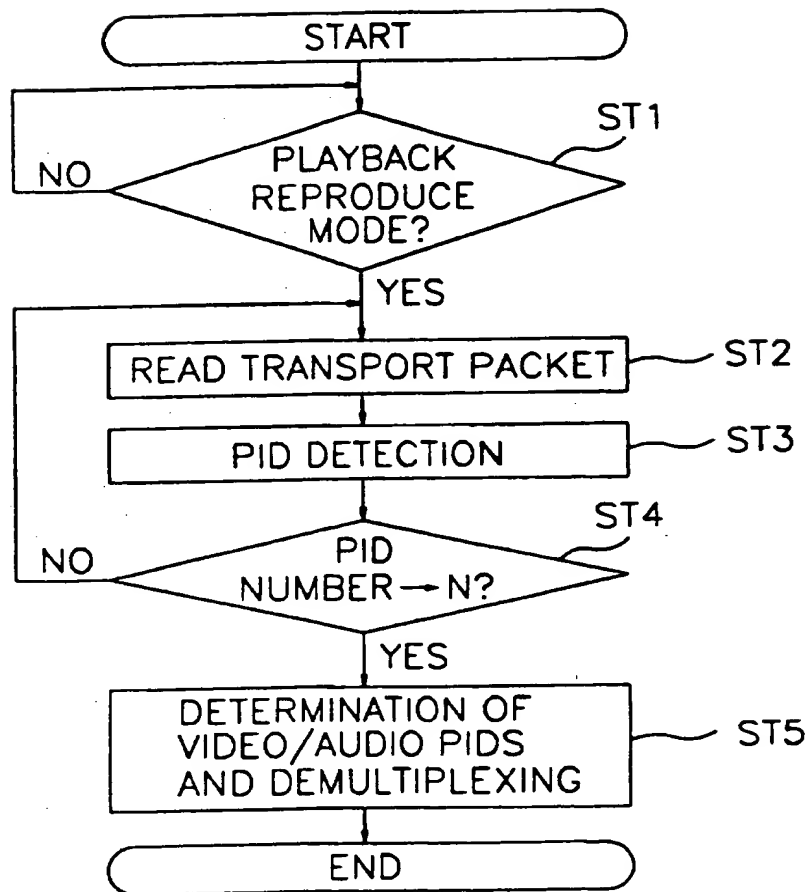 START
ST1
PLAYBACK
REPRODUCE
MODE?
NO
YES
READ TRANSPORT PACKET
ST2
PID DETECTION
ST3
ST4
PID
NUMBER → N?
NO
YES
DETERMINATION OF
VIDEO/AUDIO PIDS
AND DEMULTIPLEXING
ST5
END